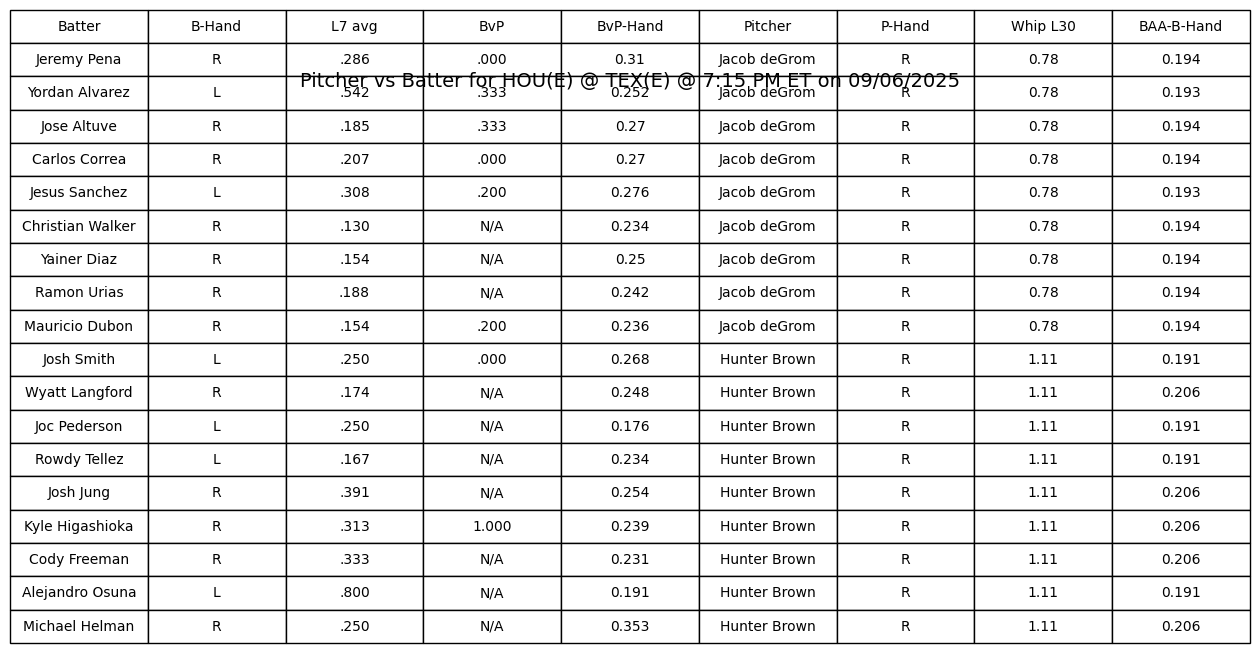 Batter B-Hand L7 avg BvP BvP-Hand Pitcher P-Hand Whip L30 BAA-B-Hand
Jeremy Pena R .286 .000 0.31 Jacob deGrom R 0.78 0.194
Pitcher vs Batter for HOU(E) @ TEX(E) @ 7:15 PM ET on 09/06/2025
Yordan Alvarez L .542 .333 0.252 Jacob deGrom R 0.78 0.193
Jose Altuve R .185 .333 0.27 Jacob deGrom R 0.78 0.194
Carlos Correa R .207 .000 0.27 Jacob deGrom R 0.78 0.194
Jesus Sanchez L .308 .200 0.276 Jacob deGrom R 0.78 0.193
Christian Walker R .130 N/A 0.234 Jacob deGrom R 0.78 0.194
Yainer Diaz R .154 N/A 0.25 Jacob deGrom R 0.78 0.194
Ramon Urias R .188 N/A 0.242 Jacob deGrom R 0.78 0.194
Mauricio Dubon R .154 .200 0.236 Jacob deGrom R 0.78 0.194
Josh Smith L .250 .000 0.268 Hunter Brown R 1.11 0.191
Wyatt Langford R .174 N/A 0.248 Hunter Brown R 1.11 0.206
Joc Pederson L .250 N/A 0.176 Hunter Brown R 1.11 0.191
Rowdy Tellez L .167 N/A 0.234 Hunter Brown R 1.11 0.191
Josh Jung R .391 N/A 0.254 Hunter Brown R 1.11 0.206
Kyle Higashioka R .313 1.000 0.239 Hunter Brown R 1.11 0.206
Cody Freeman R .333 N/A 0.231 Hunter Brown R 1.11 0.206
Alejandro Osuna L .800 N/A 0.191 Hunter Brown R 1.11 0.191
Michael Helman R .250 N/A 0.353 Hunter Brown R 1.11 0.206